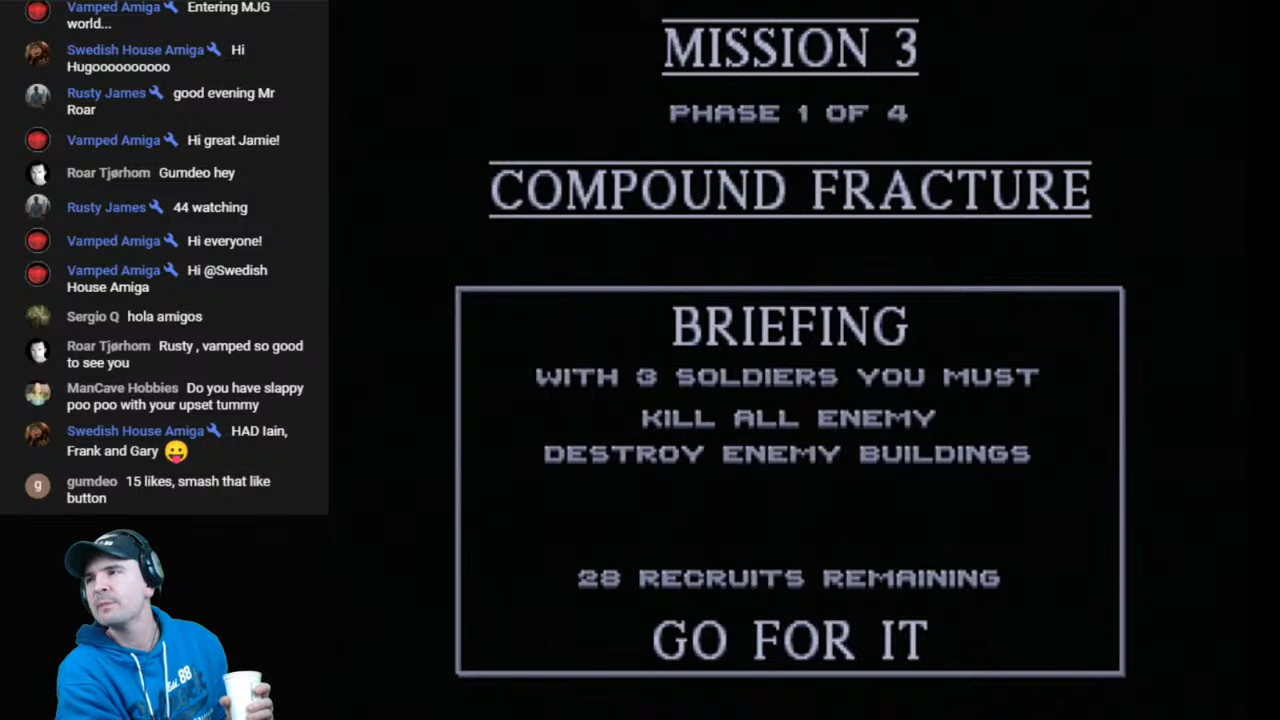 Vamped Amiga Entering MJG
world...
Swedish House Amiga Hi
Hugoooooooooo
Rusty James good evening Mr
Roar
Vamped Amiga Hi great Jamie!
Roar Tjørhom Gumdeo hey
Rusty James 44 watching
Vamped Amiga Hi everyone!
Vamped Amiga Hi @Swedish
House Amiga
Sergio Q hola amigos
Roar Tjørhom Rusty , vamped so good
to see you
ManCave Hobbies Do you have slappy
poo poo with your upset tummy
Swedish House Amiga HAD Iain,
Frank and Gary
g
gumdeo 15 likes, smash that like
button
MISSION 3
PHASE 1 OF 4
COMPOUND FRACTURE
BRIEFING
WITH 3 SOLDIERS YOU MUST
KILL ALL ENEMY
DESTROY ENEMY BUILDINGS
28 RECRUITS REMAINING
GO FOR IT
88